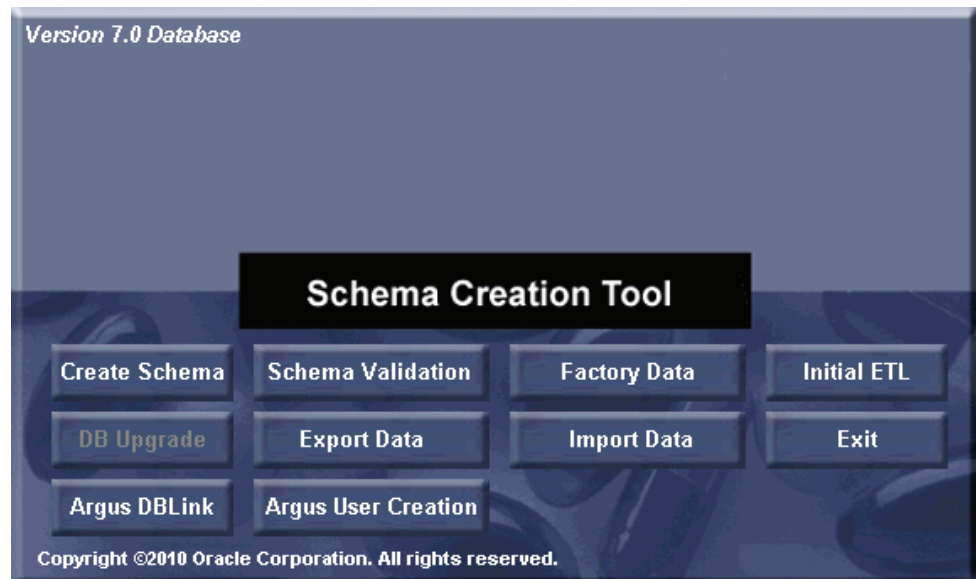 Version 7.0 Database
Schema Creation Tool
Create Schema
Schema Validation
Factory Data
Initial ETL
DB Upgrade
Export Data
Import Data
Exit
Argus DBLink
Argus User Creation
Copyright ©2010 Oracle Corporation. All rights reserved.